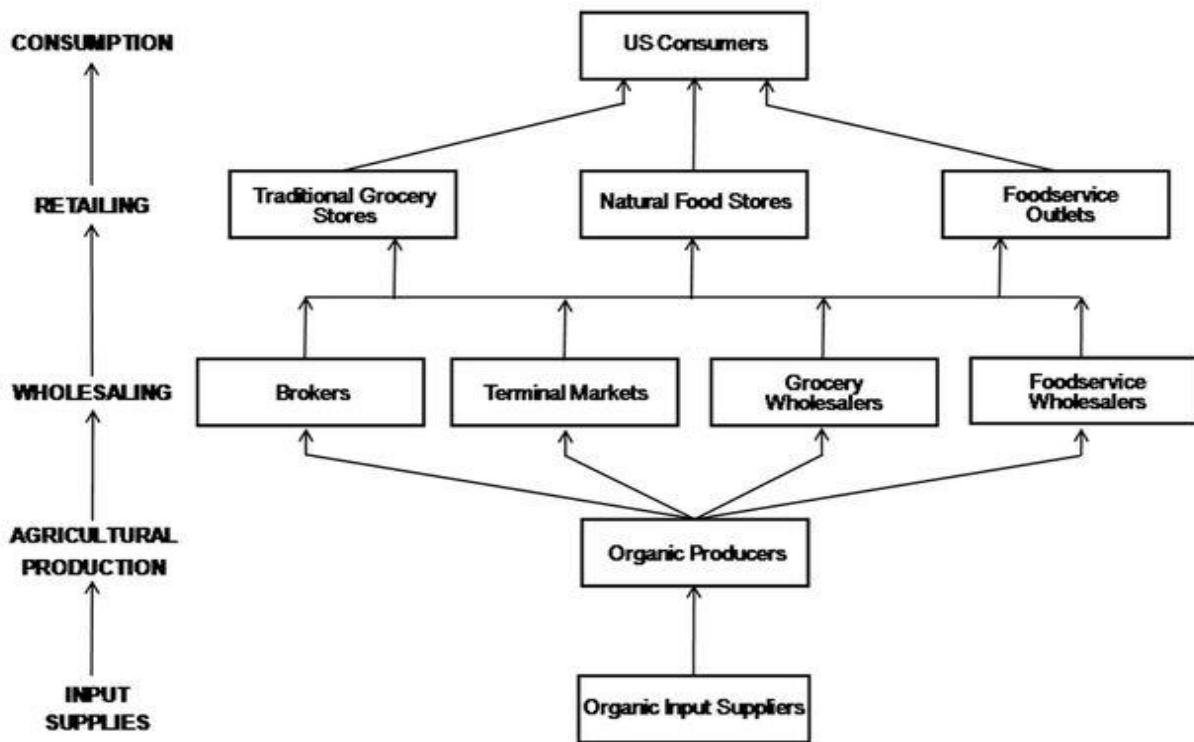 CONSUMPTION
US Consumers
RETAILING
Traditional Grocery
Stores
Natural Food Stores
Foodservice
Outlets
WHOLESALING
Brokers
Terminal Markets
Grocery
Wholesalers
Foodservice
Wholesalers
AGRICULTURAL
PRODUCTION
Organic Producers
INPUT
SUPPLIES
Organic Input Suppliers